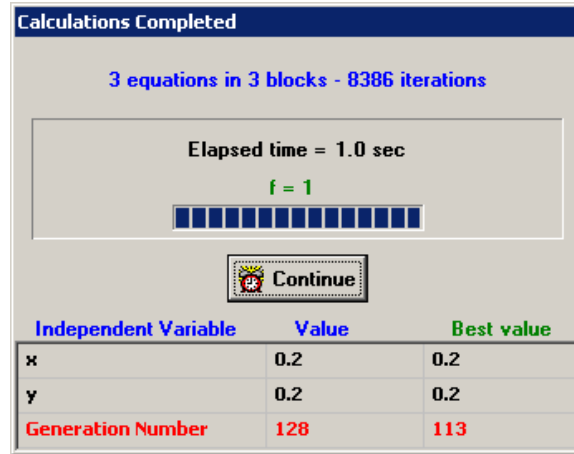 Calculations Completed
3 equations in 3 blocks - 8386 iterations
Elapsed time = 1.0 sec
f = 1
Continue
Independent Variable Value Best value
x 0.2 0.2
y 0.2 0.2
Generation Number 128 113